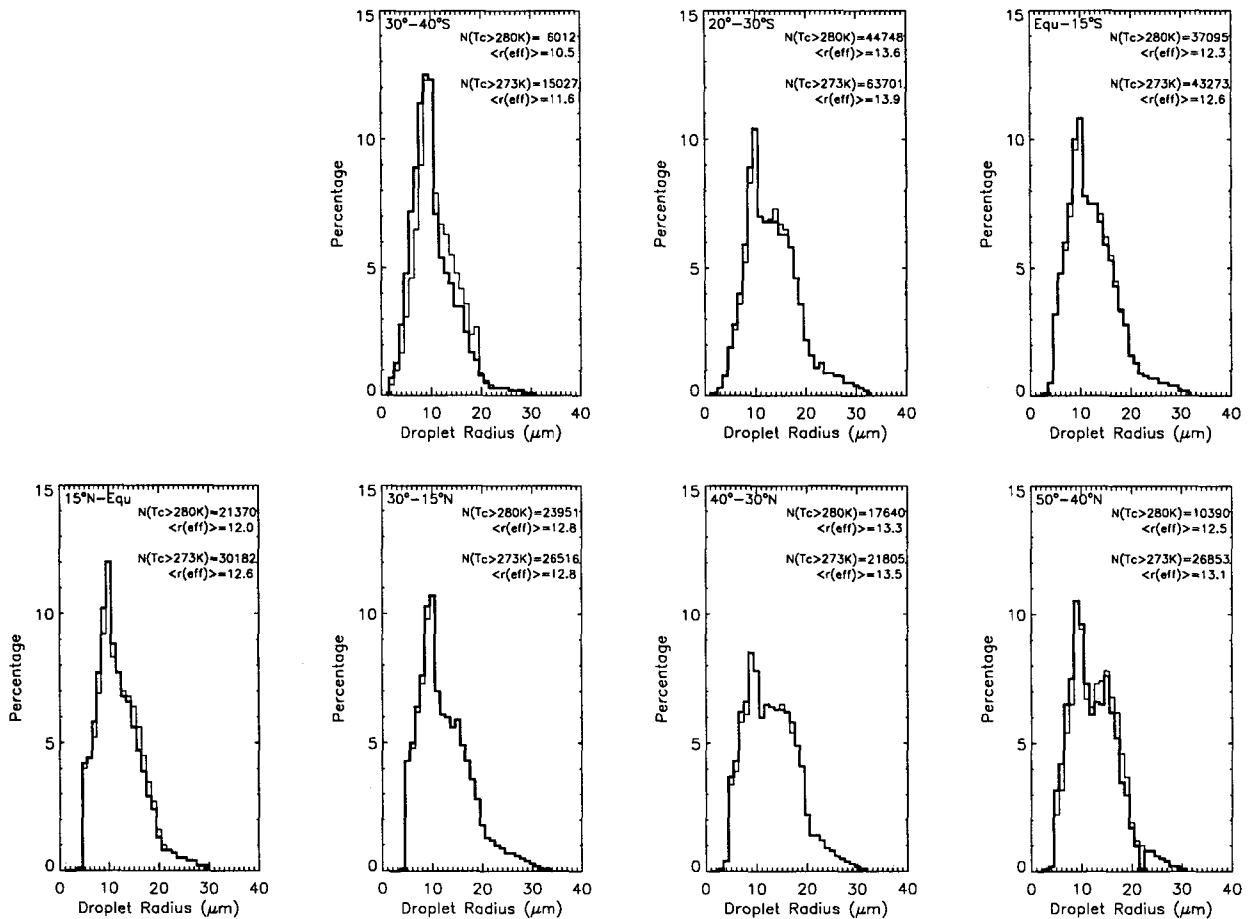 30°-40°S
N(Tc>280K)= 6012
<r(eff)>=10.5
N(Tc>273K)=15027
<r(eff)>=11.6
15
10
5
0
Percentage
0 10 20 30 40
Droplet Radius (μm)
20°-30°S
N(Tc>280K)=44748
<r(eff)>=13.6
N(Tc>273K)=63701
<r(eff)>=13.9
15
10
5
0
Percentage
0 10 20 30 40
Droplet Radius (μm)
Equ-15°S
N(Tc>280K)=37095
<r(eff)>=12.3
N(Tc>273K)=43273
<r(eff)>=12.6
15
10
5
0
Percentage
0 10 20 30 40
Droplet Radius (μm)
15°N-Equ
N(Tc>280K)=21370
<r(eff)>=12.0
N(Tc>273K)=30182
<r(eff)>=12.6
15
10
5
0
Percentage
0 10 20 30 40
Droplet Radius (μm)
30°-15°N
N(Tc>280K)=23951
<r(eff)>=12.8
N(Tc>273K)=26516
<r(eff)>=12.8
15
10
5
0
Percentage
0 10 20 30 40
Droplet Radius (μm)
40°-30°N
N(Tc>280K)=17640
<r(eff)>=13.3
N(Tc>273K)=21805
<r(eff)>=13.5
15
10
5
0
Percentage
0 10 20 30 40
Droplet Radius (μm)
50°-40°N
N(Tc>280K)=10390
<r(eff)>=12.5
N(Tc>273K)=26853
<r(eff)>=13.1
15
10
5
0
Percentage
0 10 20 30 40
Droplet Radius (μm)